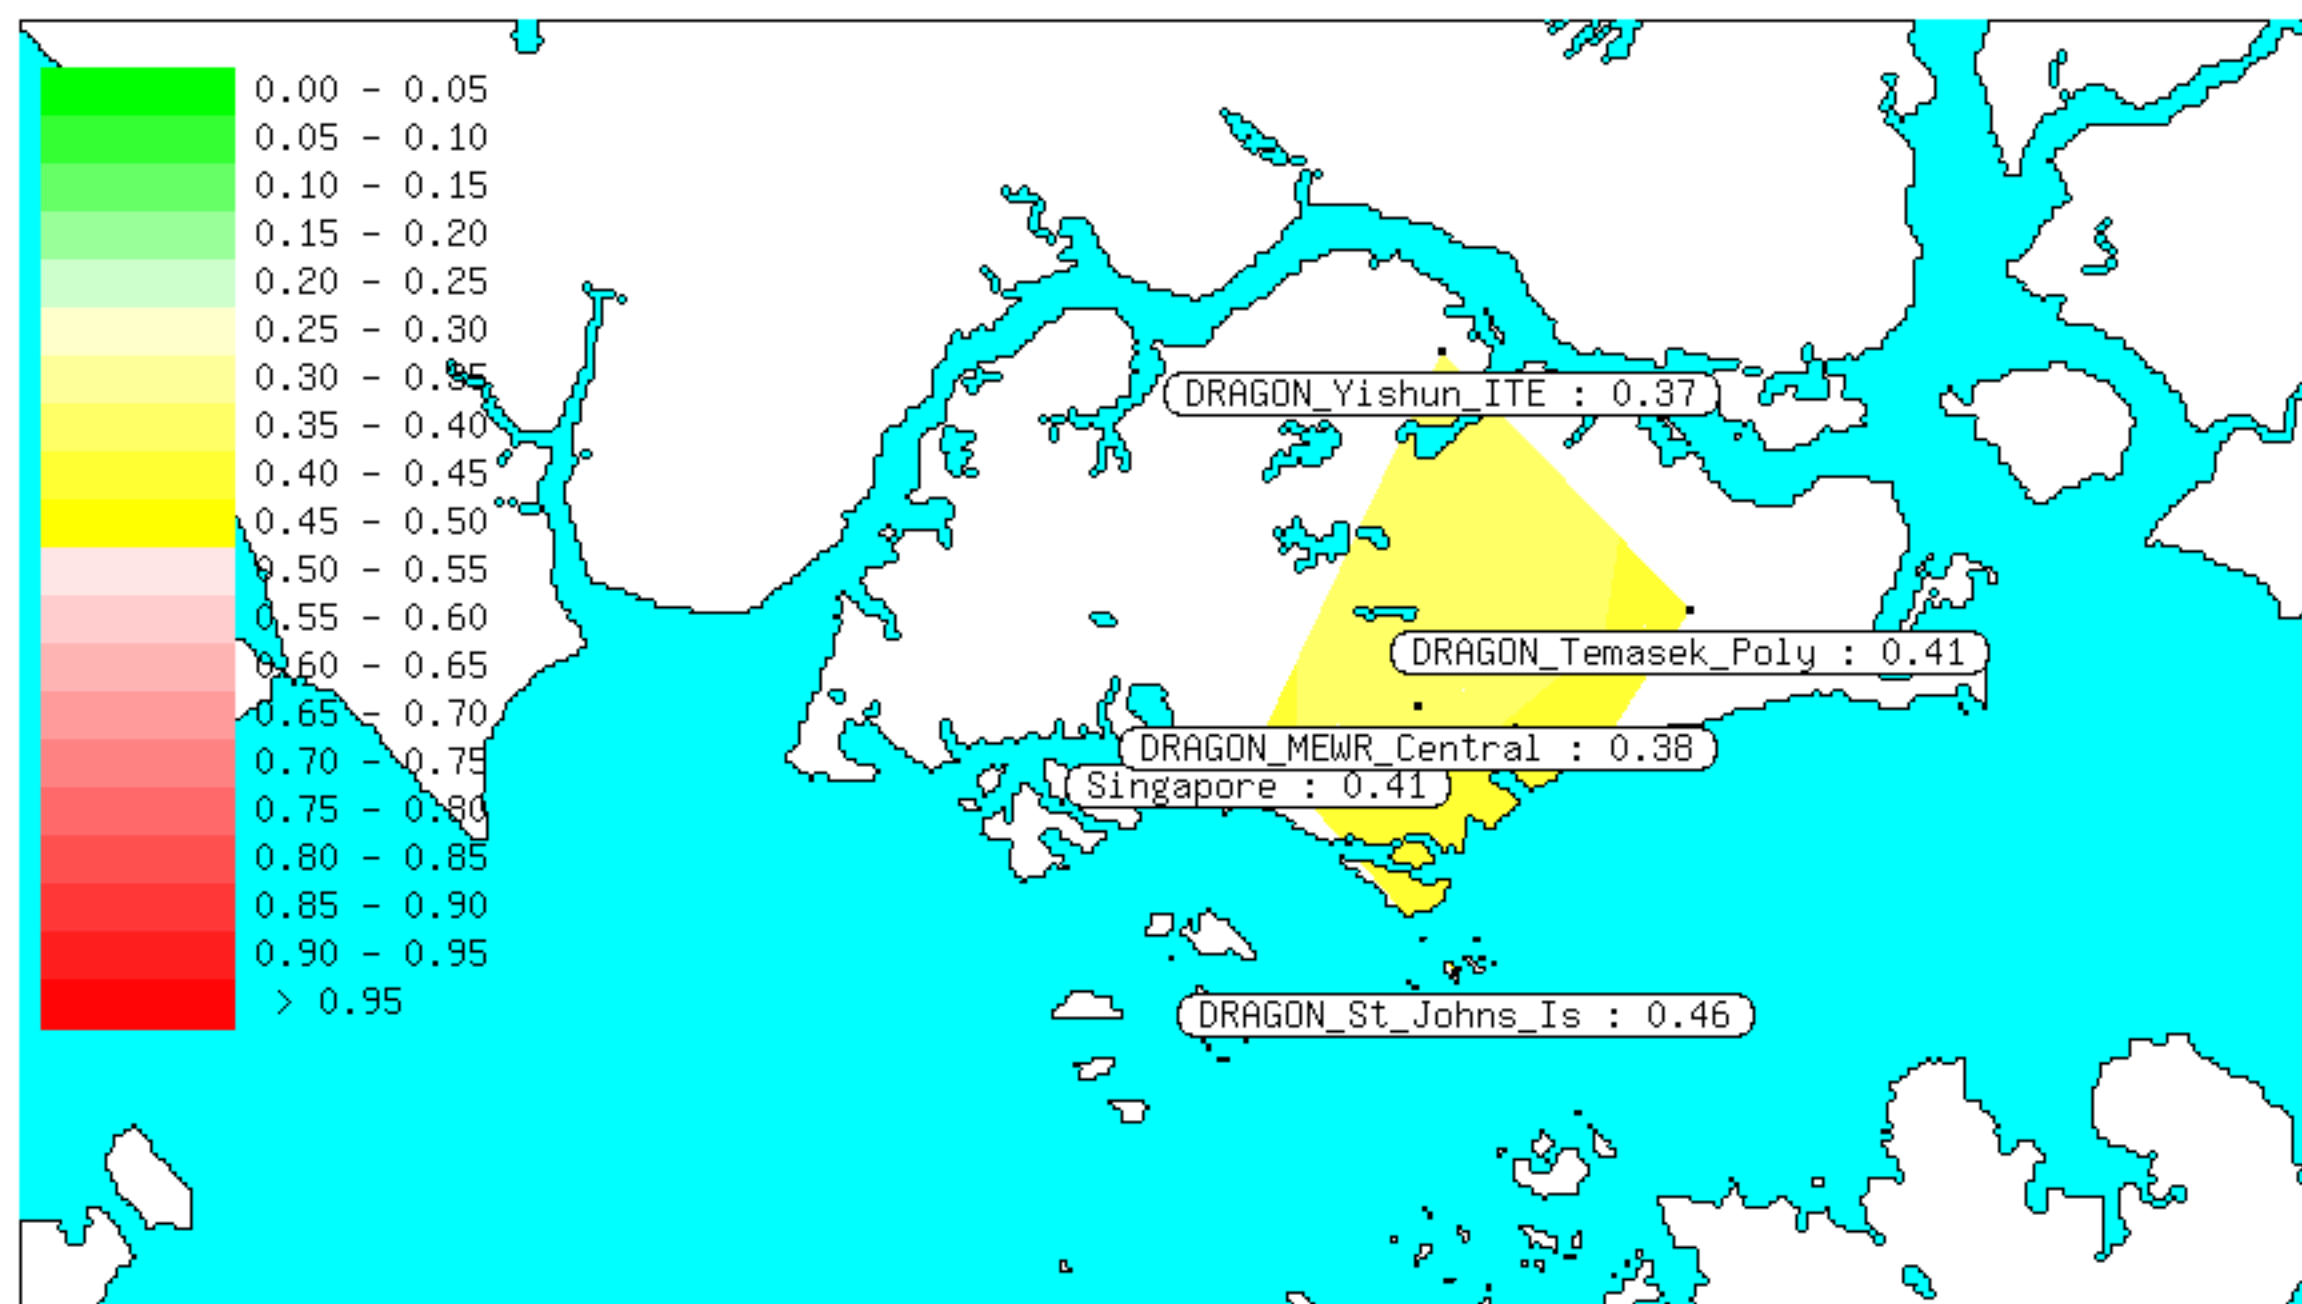 0.00 - 0.05
0.05 - 0.10
0.10 - 0.15
0.15 - 0.20
0.20 - 0.25
0.25 - 0.30
0.30 - 0.35
0.35 - 0.40
0.40 - 0.45
0.45 - 0.50
0.50 - 0.55
0.55 - 0.60
0.60 - 0.65
0.65 - 0.70
0.70 - 0.75
0.75 - 0.80
0.80 - 0.85
0.85 - 0.90
0.90 - 0.95
> 0.95
DRAGON_Yishun_ITE : 0.37
DRAGON_Temasek_Poly : 0.41
DRAGON_MEWR_Central : 0.38
Singapore : 0.41
DRAGON_St_Johns_Is : 0.46